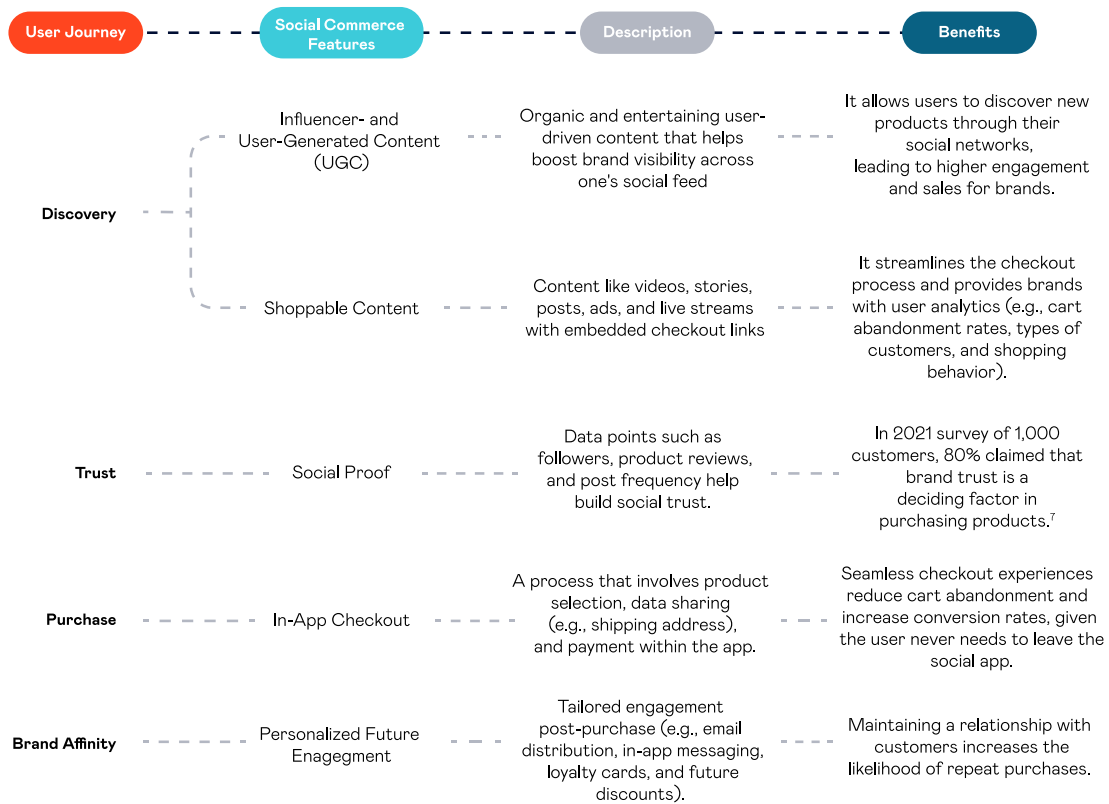 User Journey
Social Commerce
Features
Description
Benefits
Discovery
Influencer- and
User-Generated Content
(UGC)
Organic and entertaining user-
driven content that helps
boost brand visibility across
one's social feed
It allows users to discover new
products through their
social networks,
leading to higher engagement
and sales for brands.
Shoppable Content
Content like videos, stories,
posts, ads, and live streams
with embedded checkout links
It streamlines the checkout
process and provides brands
with user analytics (e.g., cart
abandonment rates, types of
customers, and shopping
behavior).
Trust
Social Proof
Data points such as
followers, product reviews,
and post frequency help
build social trust.
In 2021 survey of 1,000
customers, 80% claimed that
brand trust is a
deciding factor in
purchasing products.7
Purchase
In-App Checkout
A process that involves product
selection, data sharing
(e.g., shipping address),
and payment within the app.
Seamless checkout experiences
reduce cart abandonment and
increase conversion rates, given
the user never needs to leave the
social app.
Brand Affinity
Personalized Future
Enagegment
Tailored engagement
post-purchase (e.g., email
distribution, in-app messaging,
loyalty cards, and future
discounts).
Maintaining a relationship with
customers increases the
likelihood of repeat purchases.